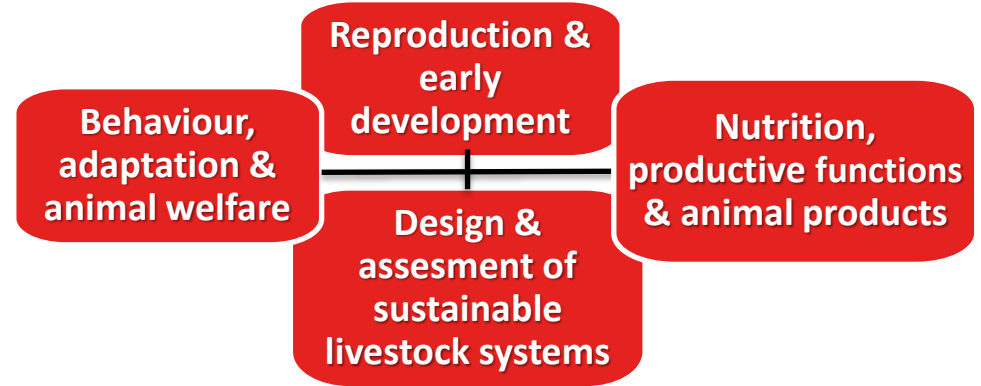 Reproduction &
early
development
Behaviour,
adaptation &
animal welfare
Nutrition,
productive functions
& animal products
Design &
assesment of
sustainable
livestock systems